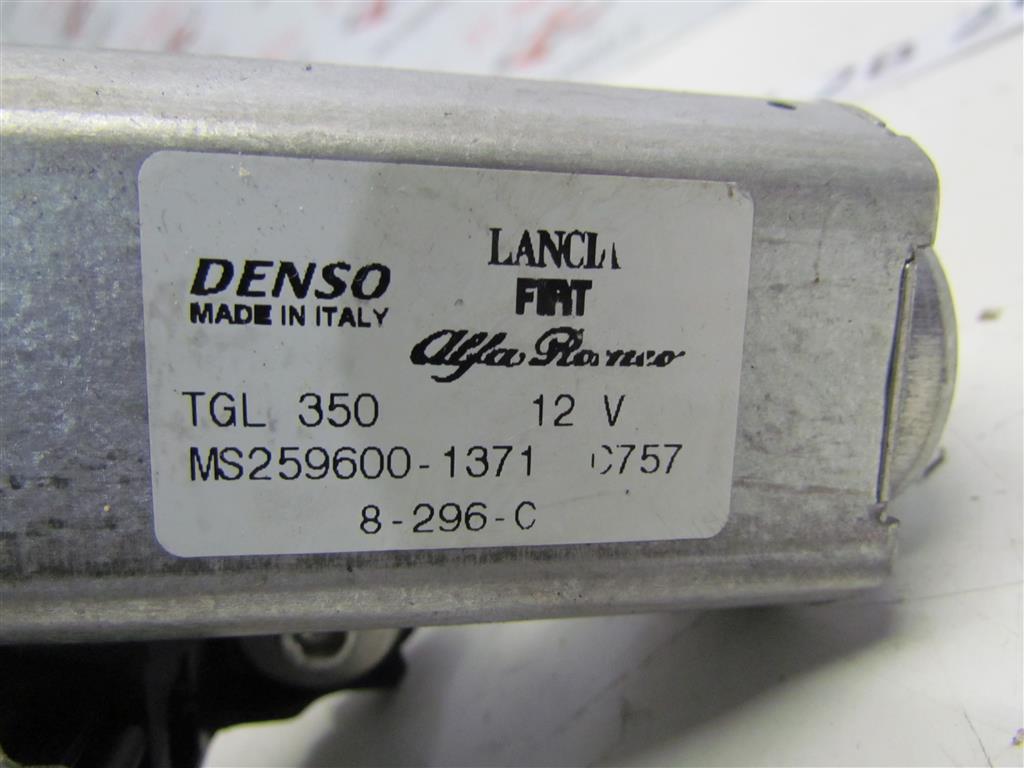 DENSO
MADE IN ITALY
LANCIA
FIAT
Alfa Romeo
TGL 350 12 V
MS259600-1371 C757
8-296-C